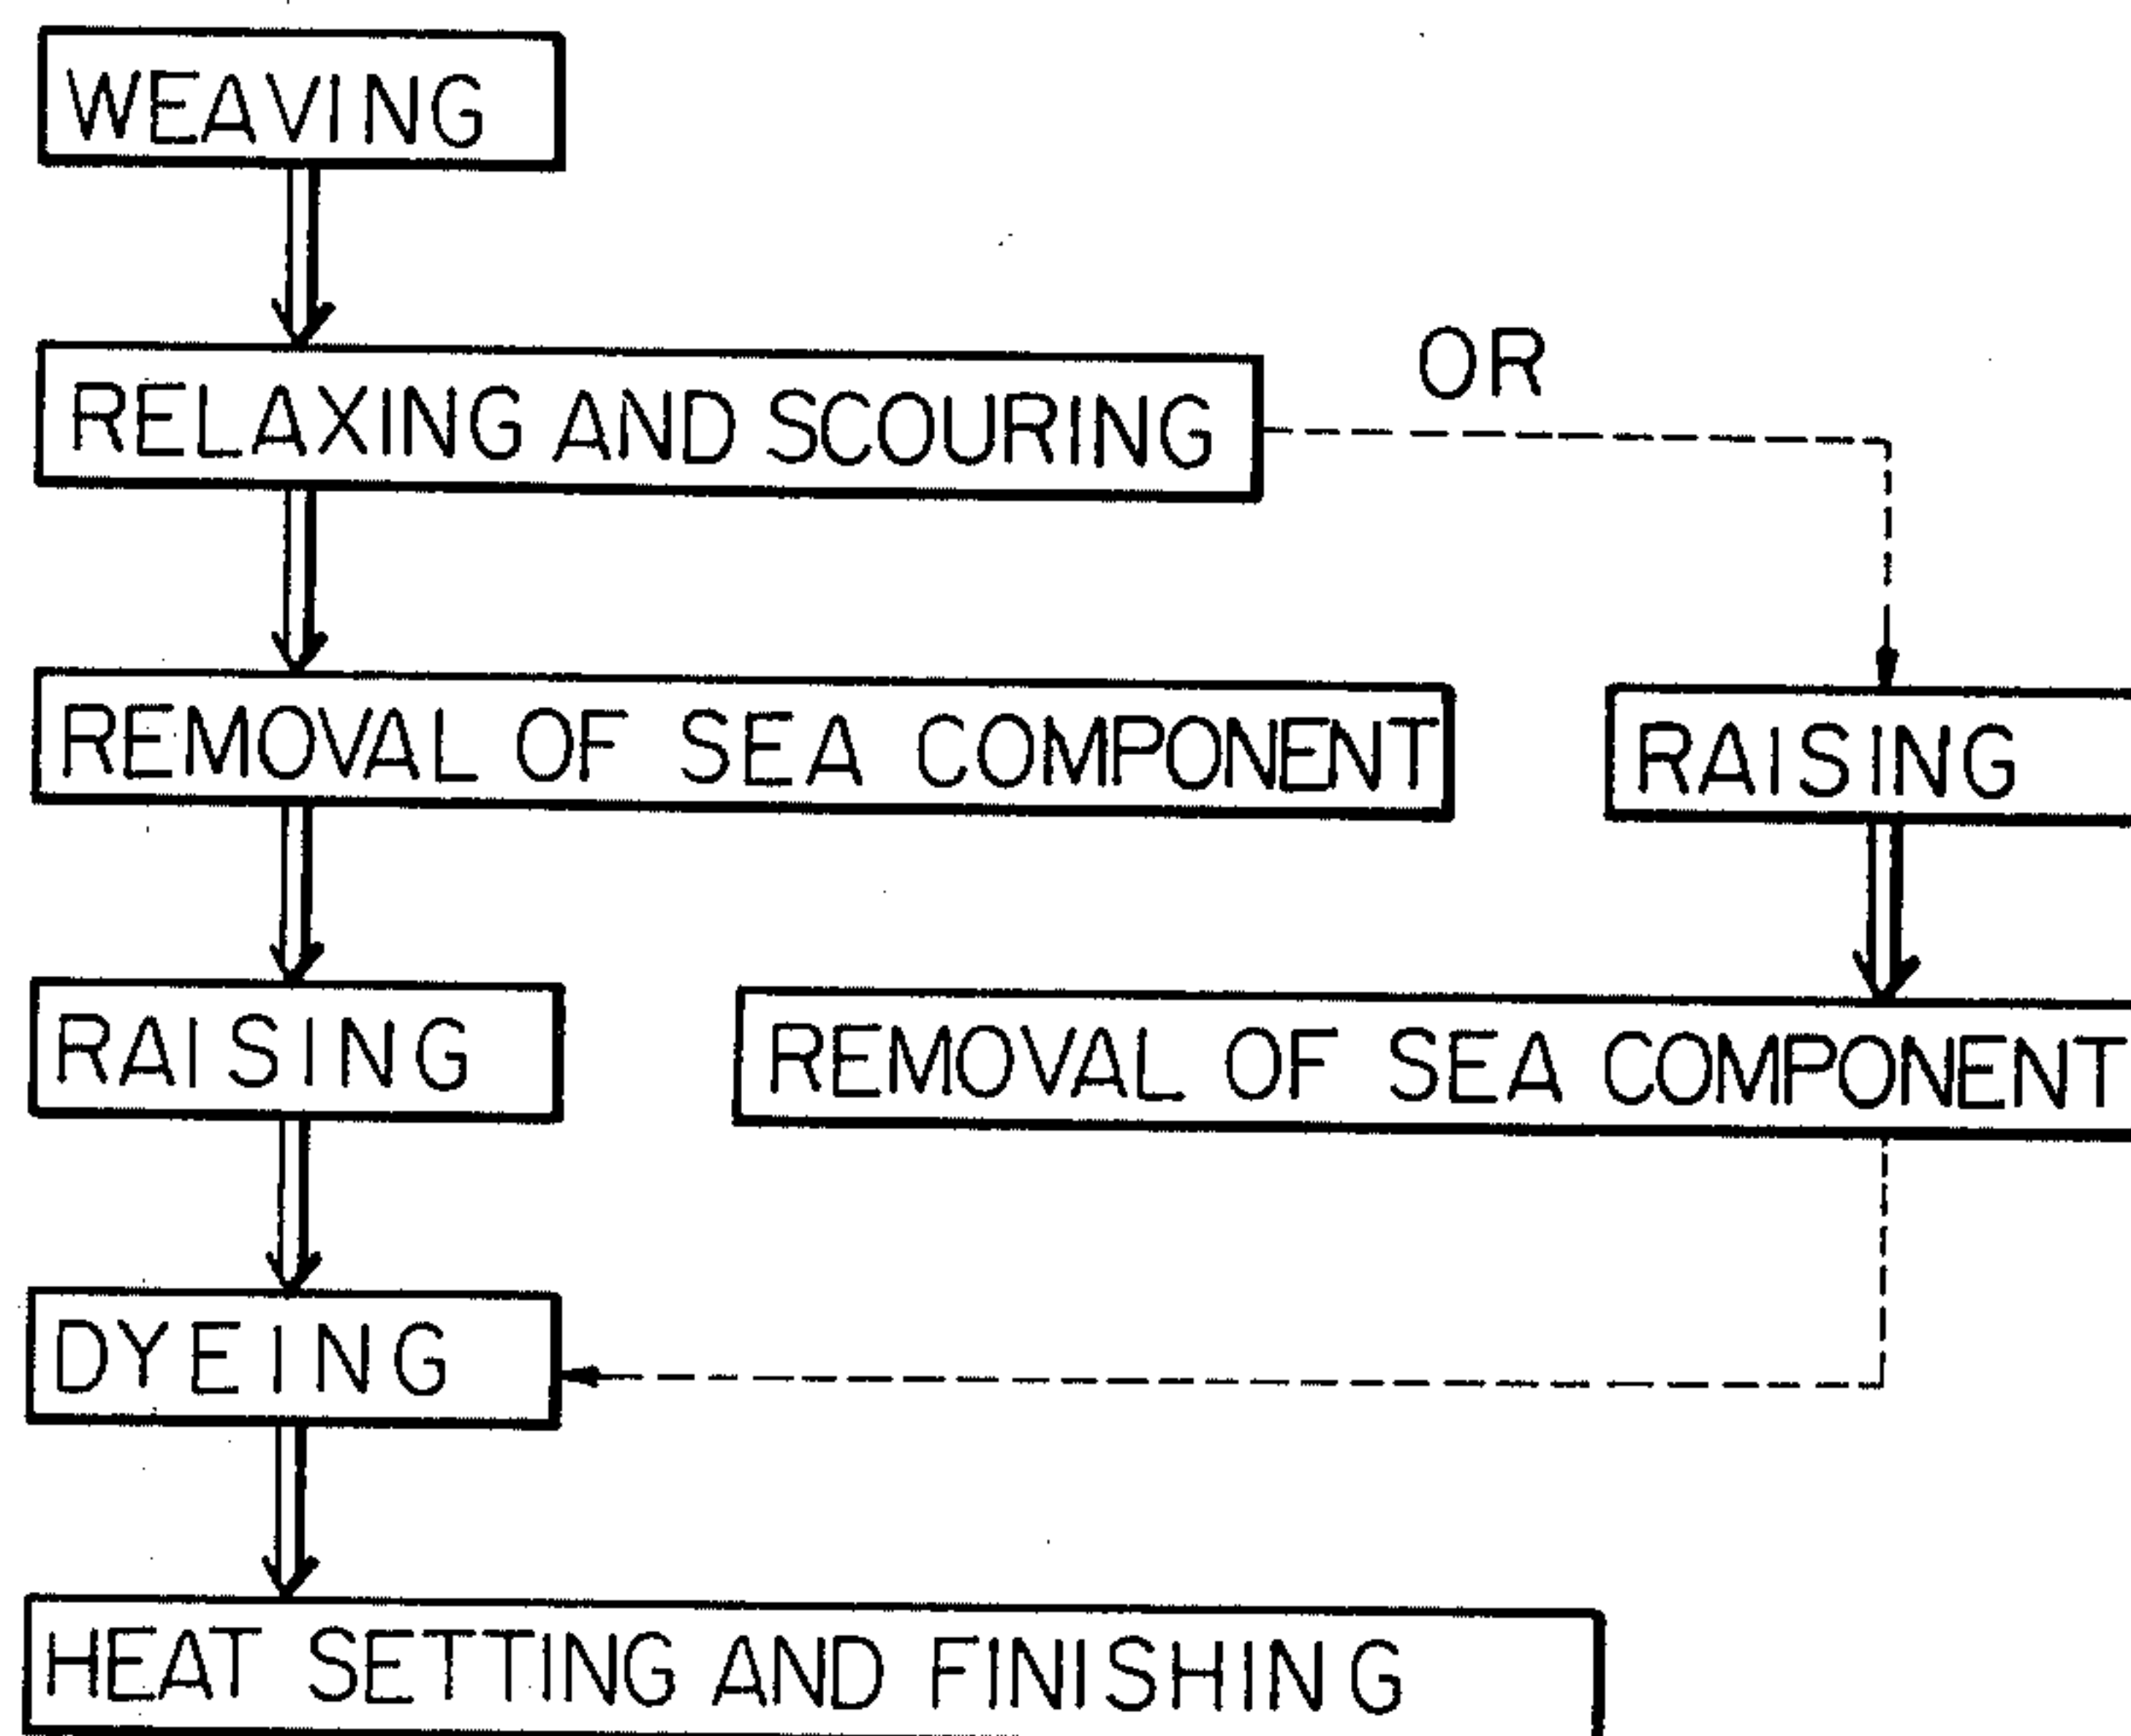 WEAVING
OR
RELAXING AND SCOURING
REMOVAL OF SEA COMPONENT
RAISING
RAISING
REMOVAL OF SEA COMPONENT
DYEING
HEAT SETTING AND FINISHING